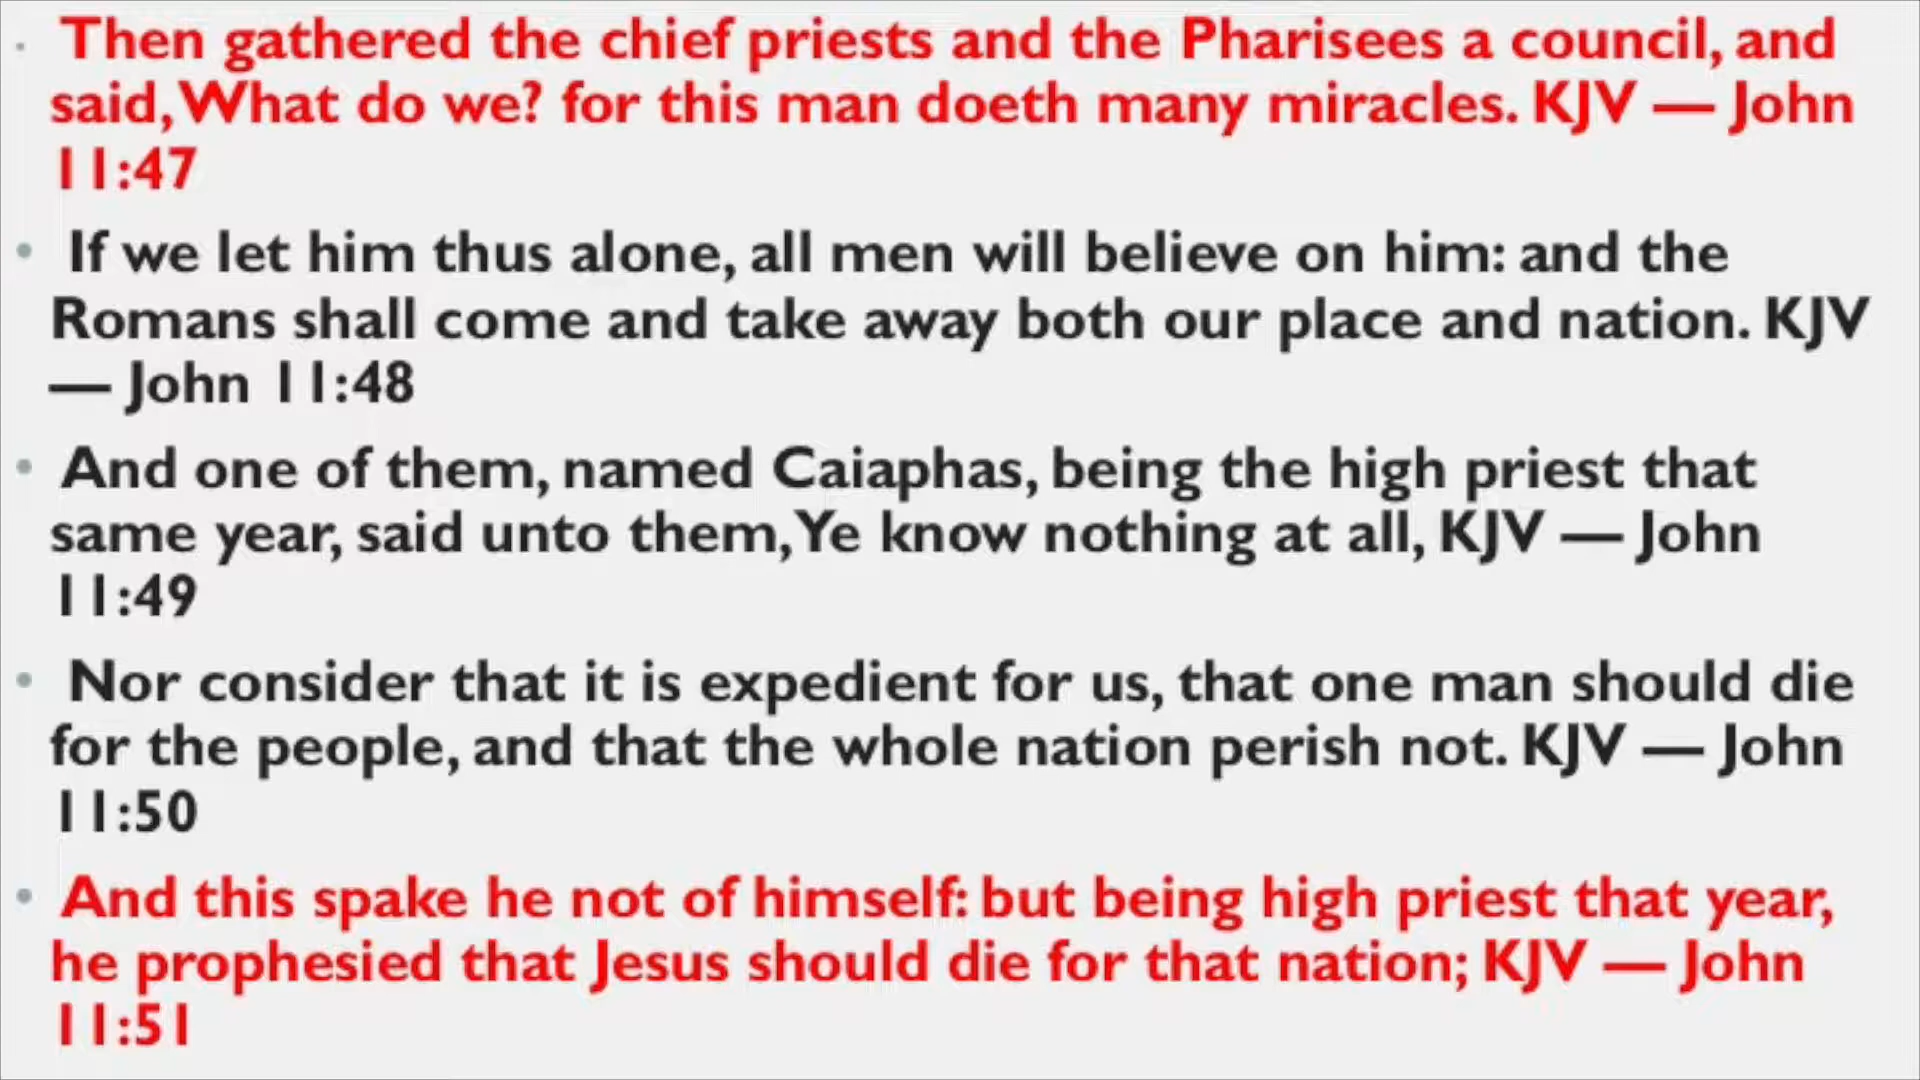 • Then gathered the chief priests and the Pharisees a council, and
said, What do we? for this man doeth many miracles. KJV — John
11:47
• If we let him thus alone, all men will believe on him: and the
Romans shall come and take away both our place and nation. KJV
— John 11:48
• And one of them, named Caiaphas, being the high priest that
same year, said unto them, Ye know nothing at all, KJV — John
11:49
• Nor consider that it is expedient for us, that one man should die
for the people, and that the whole nation perish not. KJV — John
11:50
• And this spake he not of himself: but being high priest that year,
he prophesied that Jesus should die for that nation; KJV — John
11:51